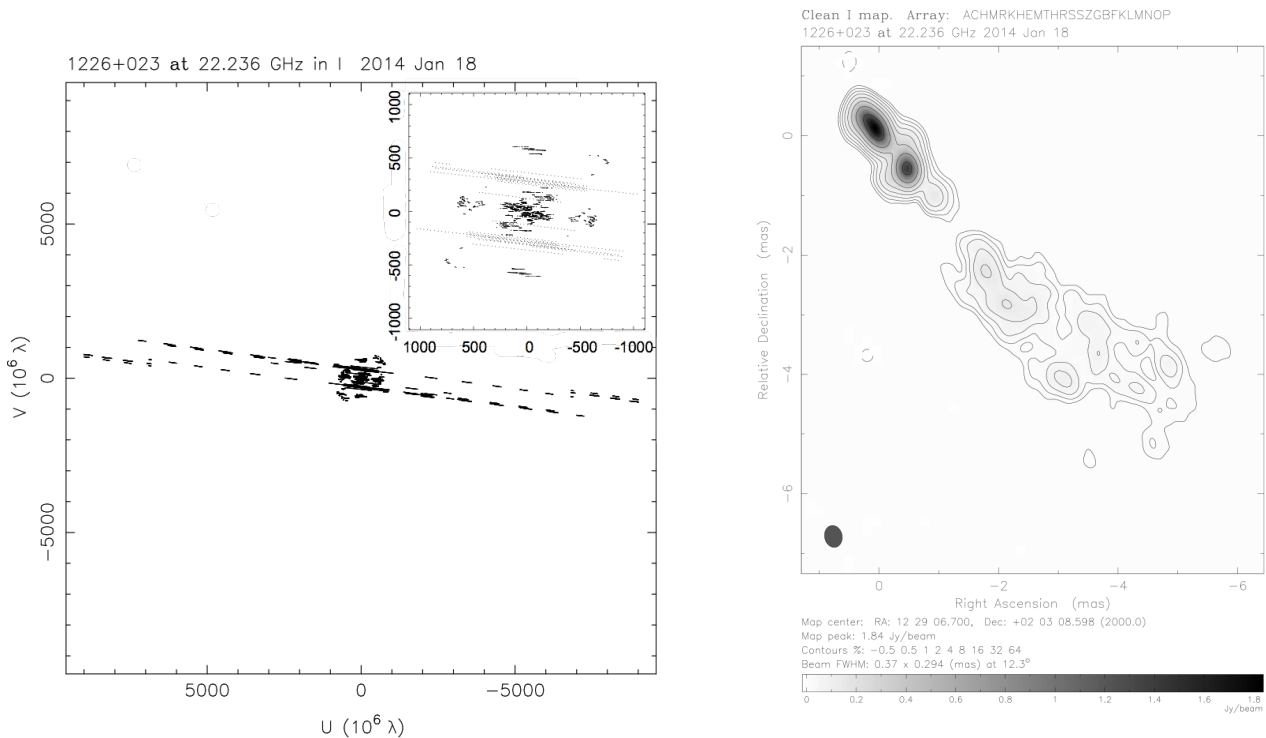 1226+023 at 22.236 GHz in I 2014 Jan 18
1000
500
0
-500
-1000
1000 500 0 -500 -1000
5000
0
−5000
V (10⁶ λ)
5000 0 −5000
U (10⁶ λ)
Clean I map. Array: ACHMRKHEMTHRSSZGBFKLMNOP
1226+023 at 22.236 GHz 2014 Jan 18
0
−2
−4
−6
Relative Declination (mas)
0 −2 −4 −6
Right Ascension (mas)
Map center: RA: 12 29 06.700, Dec: +02 03 08.598 (2000.0)
Map peak: 1.84 Jy/beam
Contours %: −0.5 0.5 1 2 4 8 16 32 64
Beam FWHM: 0.37 x 0.294 (mas) at 12.3°
0 0.2 0.4 0.6 0.8 1 1.2 1.4 1.6 1.8
Jy/beam